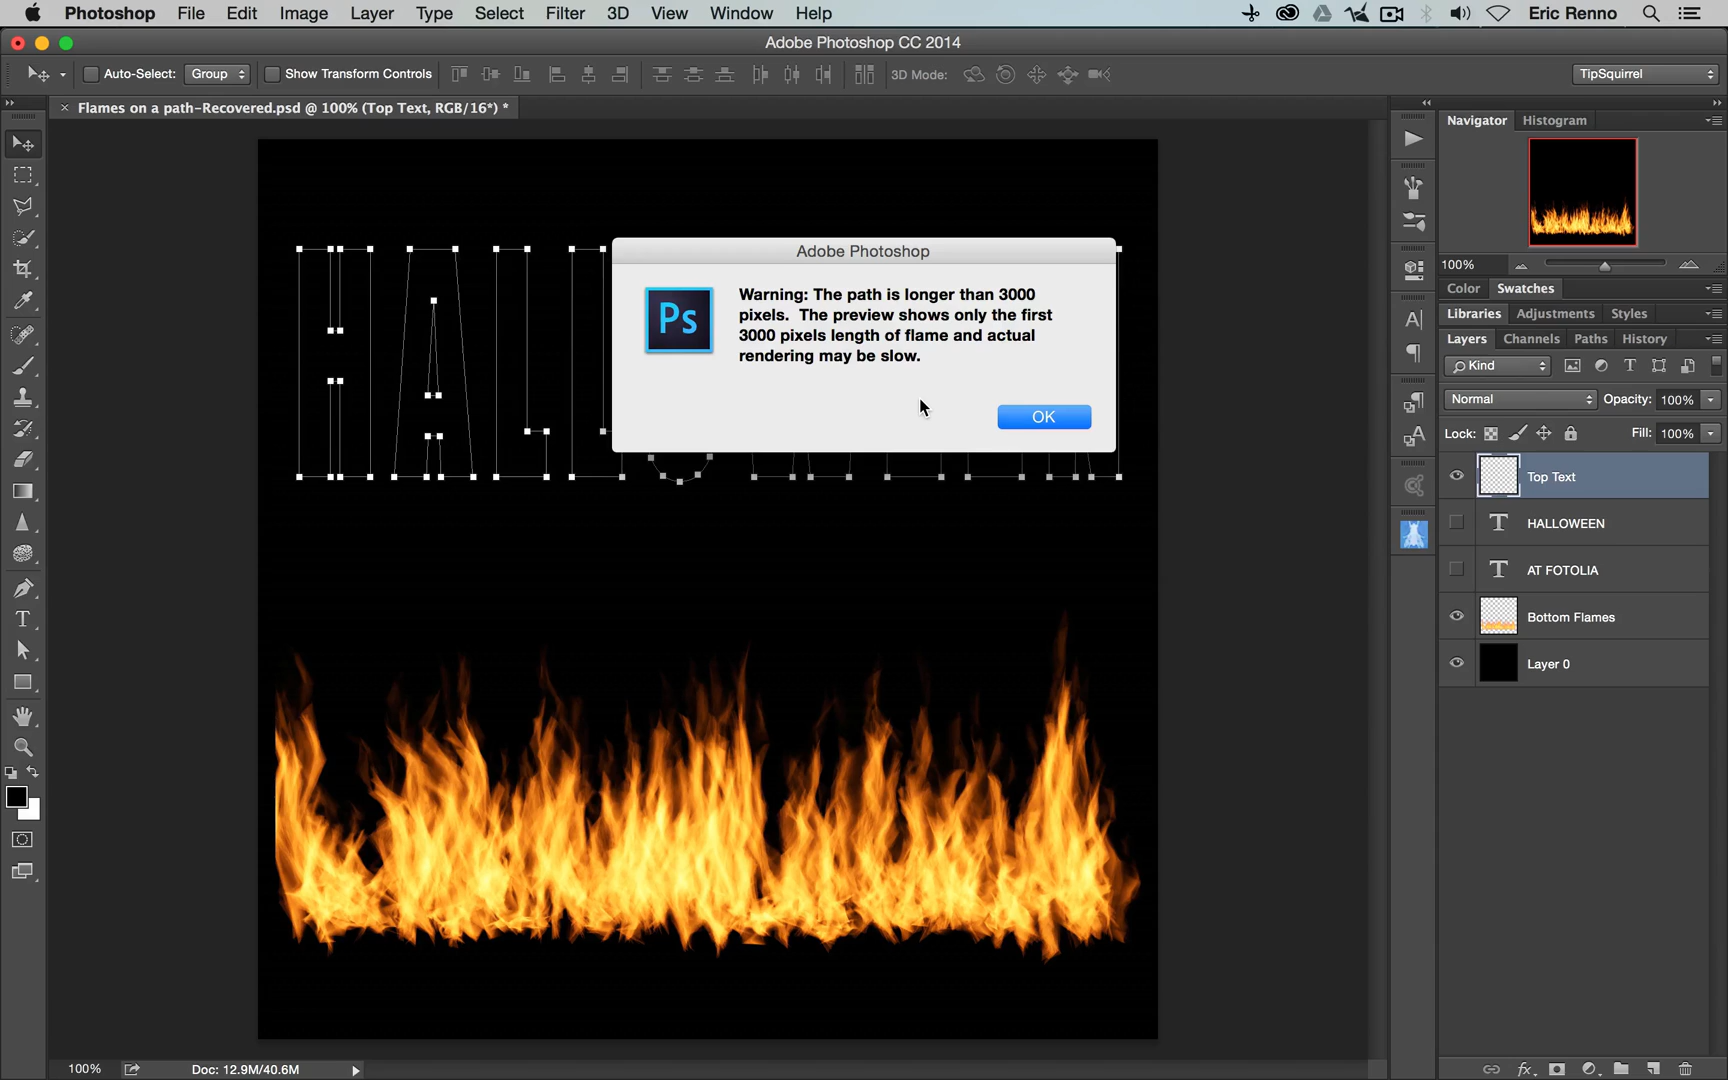 Photoshop File Edit Image Layer Type Select Filter 3D View Window Help Eric Renno
Adobe Photoshop CC 2014
Auto-Select: Group Show Transform Controls 3D Mode: TipSquirrel
× Flames on a path-Recovered.psd @ 100% (Top Text, RGB/16*) *
Navigator Histogram
100%
Color Swatches
Libraries Adjustments Styles
Layers Channels Paths History
Kind
Normal Opacity: 100%
Lock: Fill: 100%
Top Text
T HALLOWEEN
T AT FOTOLIA
Bottom Flames
Layer 0
Adobe Photoshop
Ps
Warning: The path is longer than 3000
pixels. The preview shows only the first
3000 pixels length of flame and actual
rendering may be slow.
OK
HALL
100% Doc: 12.9M/40.6M
fx